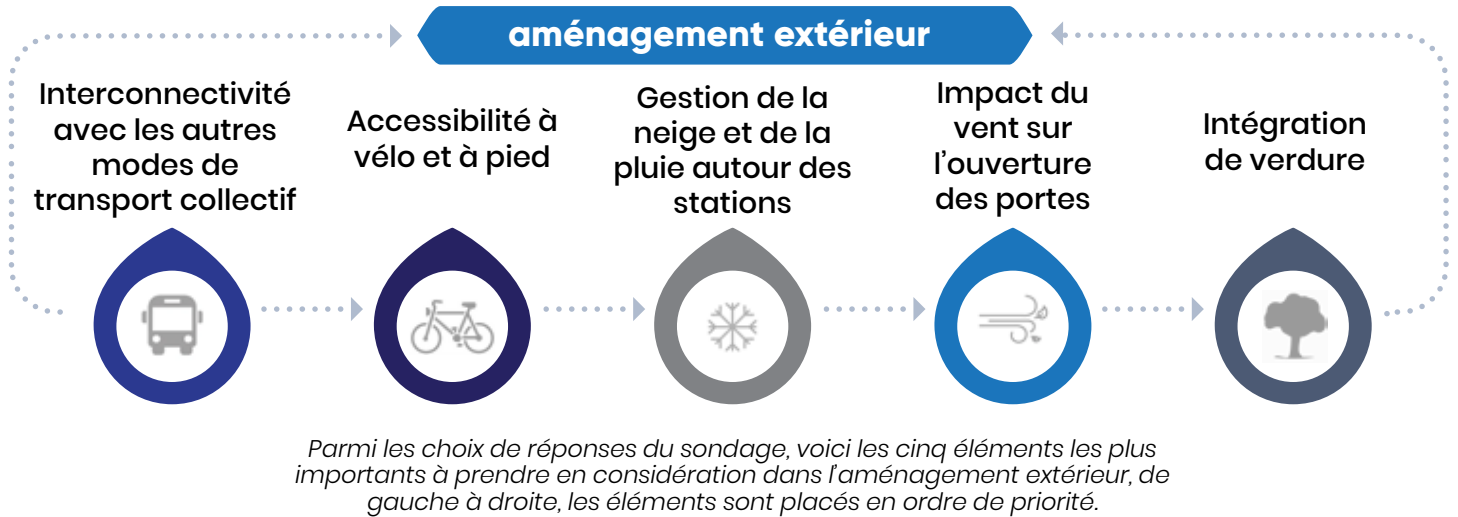 aménagement extérieur
Interconnectivité
avec les autres
modes de
transport collectif
Accessibilité à
vélo et à pied
Gestion de la
neige et de la
pluie autour des
stations
Impact du
vent sur
l'ouverture
des portes
Intégration
de verdure
Parmi les choix de réponses du sondage, voici les cinq éléments les plus
importants à prendre en considération dans l'aménagement extérieur, de
gauche à droite, les éléments sont placés en ordre de priorité.